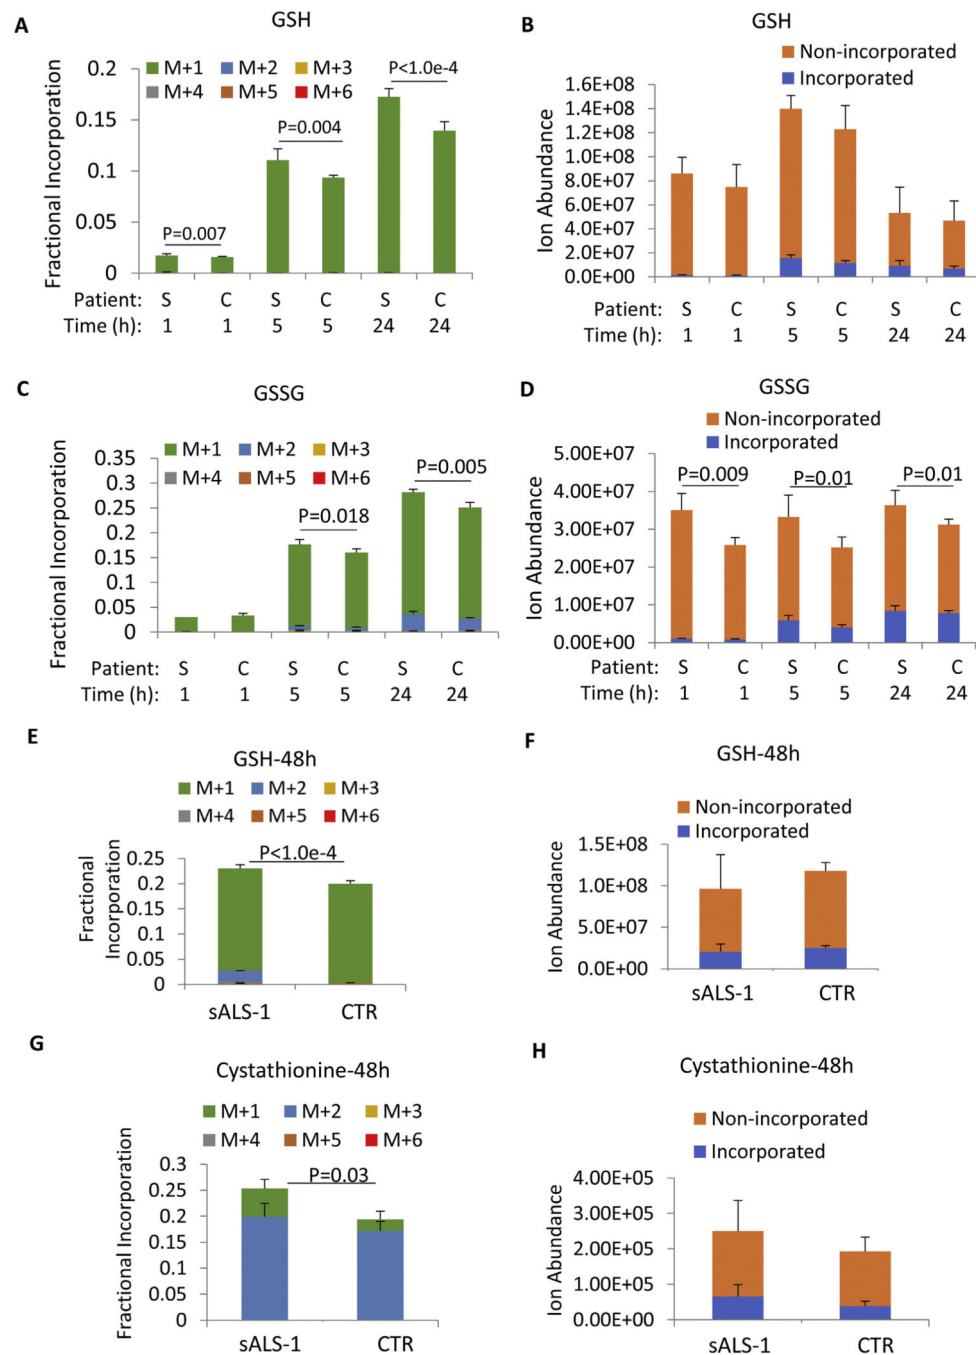 A
GSH
M+1 M+2 M+3
M+4 M+5 M+6
P<1.0e-4
P=0.004
P=0.007
Fractional Incorporation
0.2
0.15
0.1
0.05
0
Patient: S C S C S C
Time (h): 1 1 5 5 24 24
B
GSH
Non-incorporated
Incorporated
Ion Abundance
1.6E+08
1.4E+08
1.2E+08
1.0E+08
8.0E+07
6.0E+07
4.0E+07
2.0E+07
0.0E+00
Patient: S C S C S C
Time (h): 1 1 5 5 24 24
C
GSSG
M+1 M+2 M+3
M+4 M+5 M+6
P=0.005
P=0.018
Fractional Incorporation
0.35
0.3
0.25
0.2
0.15
0.1
0.05
0
Patient: S C S C S C
Time (h): 1 1 5 5 24 24
D
GSSG
Non-incorporated
Incorporated
P=0.009 P=0.01 P=0.01
Ion Abundance
5.00E+07
4.00E+07
3.00E+07
2.00E+07
1.00E+07
0.00E+00
Patient: S C S C S C
Time (h): 1 1 5 5 24 24
E
GSH-48h
M+1 M+2 M+3
M+4 M+5 M+6
P<1.0e-4
Fractional
Incorporation
0.25
0.2
0.15
0.1
0.05
0
sALS-1 CTR
F
GSH-48h
Non-incorporated
Incorporated
Ion Abundance
1.5E+08
1.0E+08
5.0E+07
0.0E+00
sALS-1 CTR
G
Cystathionine-48h
M+1 M+2 M+3
M+4 M+5 M+6
P=0.03
Fractional Incorporation
0.3
0.25
0.2
0.15
0.1
0.05
0
sALS-1 CTR
H
Cystathionine-48h
Non-incorporated
Incorporated
Ion Abundance
4.00E+05
3.00E+05
2.00E+05
1.00E+05
0.00E+00
sALS-1 CTR